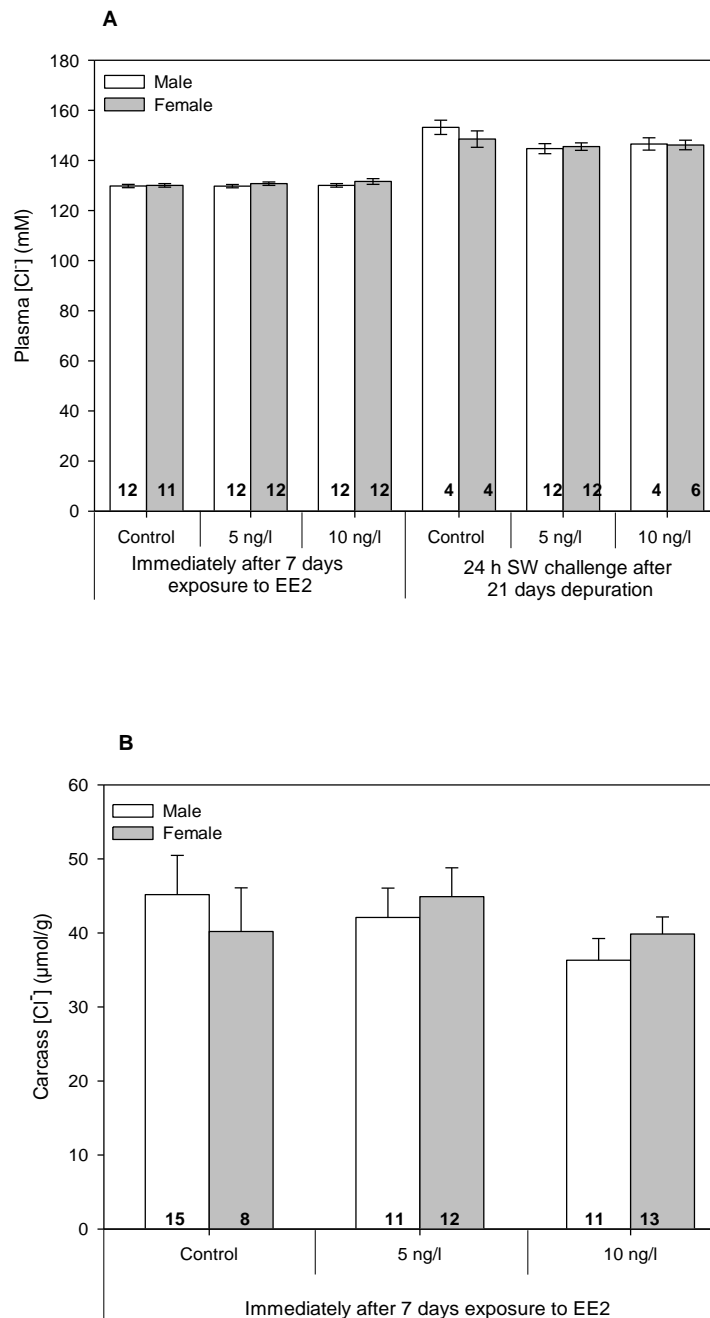 A
Plasma [Cl⁻] (mM)
180
160
140
120
100
80
60
40
20
0
Male
Female
12 11 12 12 12 12 4 4 12 12 4 6
Control 5 ng/l 10 ng/l Control 5 ng/l 10 ng/l
Immediately after 7 days
exposure to EE2
24 h SW challenge after
21 days depuration
B
Carcass [Cl⁻] (µmol/g)
60
50
40
30
20
10
0
Male
Female
15 8 11 12 11 13
Control 5 ng/l 10 ng/l
Immediately after 7 days exposure to EE2